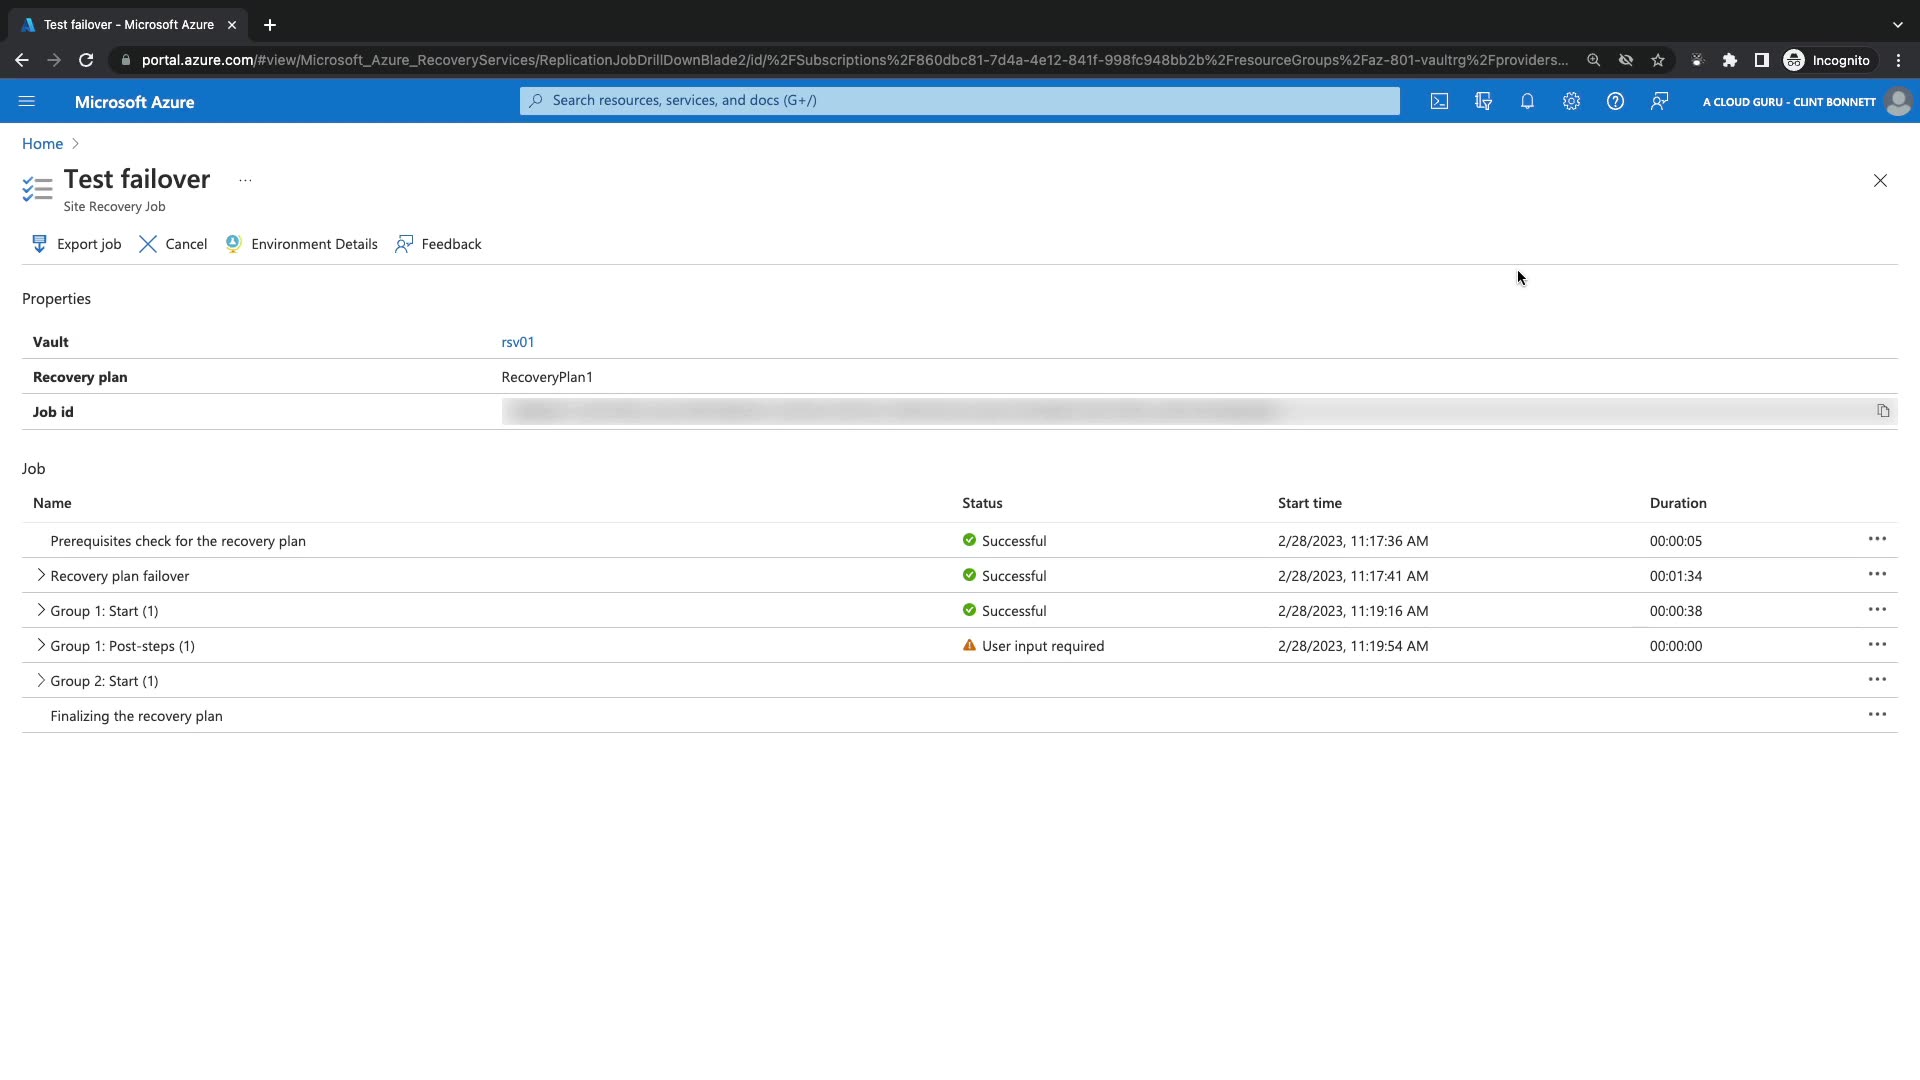 Test failover - Microsoft Azure
portal.azure.com/#view/Microsoft_Azure_RecoveryServices/ReplicationJobDrillDownBlade2/id/%2FSubscriptions%2F860dbc81-7d4a-4e12-841f-998fc948bb2b%2FresourceGroups%2Faz-801-vaultrg%2Fproviders... Incognito
Microsoft Azure Search resources, services, and docs (G+/) A CLOUD GURU - CLINT BONNETT
Home
Test failover ...
Site Recovery Job
Export job Cancel Environment Details Feedback
Properties
Vault rsv01
Recovery plan RecoveryPlan1
Job id
Job
Name Status Start time Duration
Prerequisites check for the recovery plan Successful 2/28/2023, 11:17:36 AM 00:00:05
Recovery plan failover Successful 2/28/2023, 11:17:41 AM 00:01:34
Group 1: Start (1) Successful 2/28/2023, 11:19:16 AM 00:00:38
Group 1: Post-steps (1) User input required 2/28/2023, 11:19:54 AM 00:00:00
Group 2: Start (1)
Finalizing the recovery plan